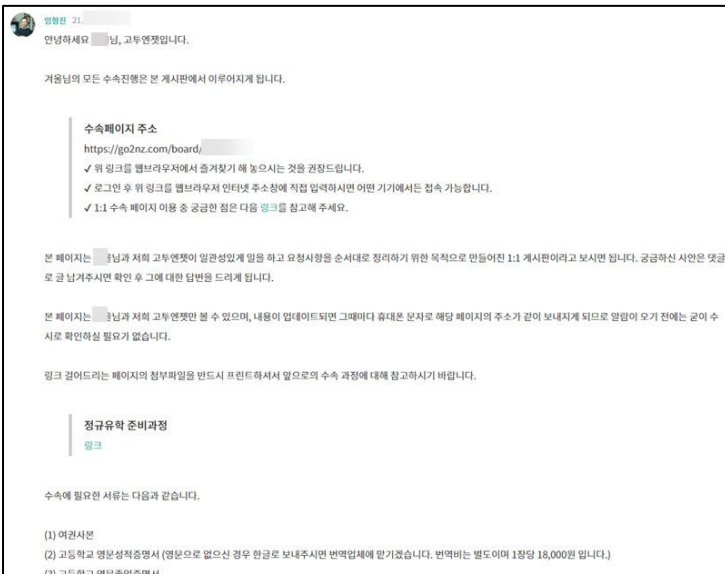 임형진 21.
안녕하세요 님, 고투엔젯입니다.
겨울님의 모든 수속진행은 본 게시판에서 이루어지게 됩니다.
수속페이지 주소
https://go2nz.com/board/
✓ 위 링크를 웹브라우저에서 즐겨찾기 해 놓으시는 것을 권장드립니다.
✓ 로그인 후 위 링크를 웹브라우저 인터넷 주소창에 직접 입력하시면 어떤 기기에서든 접속 가능합니다.
✓ 1:1 수속 페이지 이용 중 궁금한 점은 다음 링크를 참고해 주세요.
본 페이지는 님과 저희 고투엔젯이 일관성있게 일을 하고 요청사항을 순서대로 정리하기 위한 목적으로 만들어진 1:1 게시판이라고 보시면 됩니다. 궁금하신 사안은 댓글
로 글 남겨주시면 확인 후 그에 대한 답변을 드리게 됩니다.
본 페이지는 님과 저희 고투엔젯만 볼 수 있으며, 내용이 업데이트되면 그때마다 휴대폰 문자로 해당 페이지의 주소가 같이 보내지게 되므로 알람이 오기 전에는 굳이 수
시로 확인하실 필요가 없습니다.
링크 걸어드리는 페이지의 첨부파일을 반드시 프린트하셔서 앞으로의 수속 과정에 대해 참고하시기 바랍니다.
정규유학 준비과정
링크
수속에 필요한 서류는 다음과 같습니다.
(1) 여권사본
(2) 고등학교 영문성적증명서 (영문으로 없으신 경우 한글로 보내주시면 번역업체에 맡기겠습니다. 번역비는 별도이며 1장당 18,000원 입니다.)
(3) 고등학교 영문졸업증명서